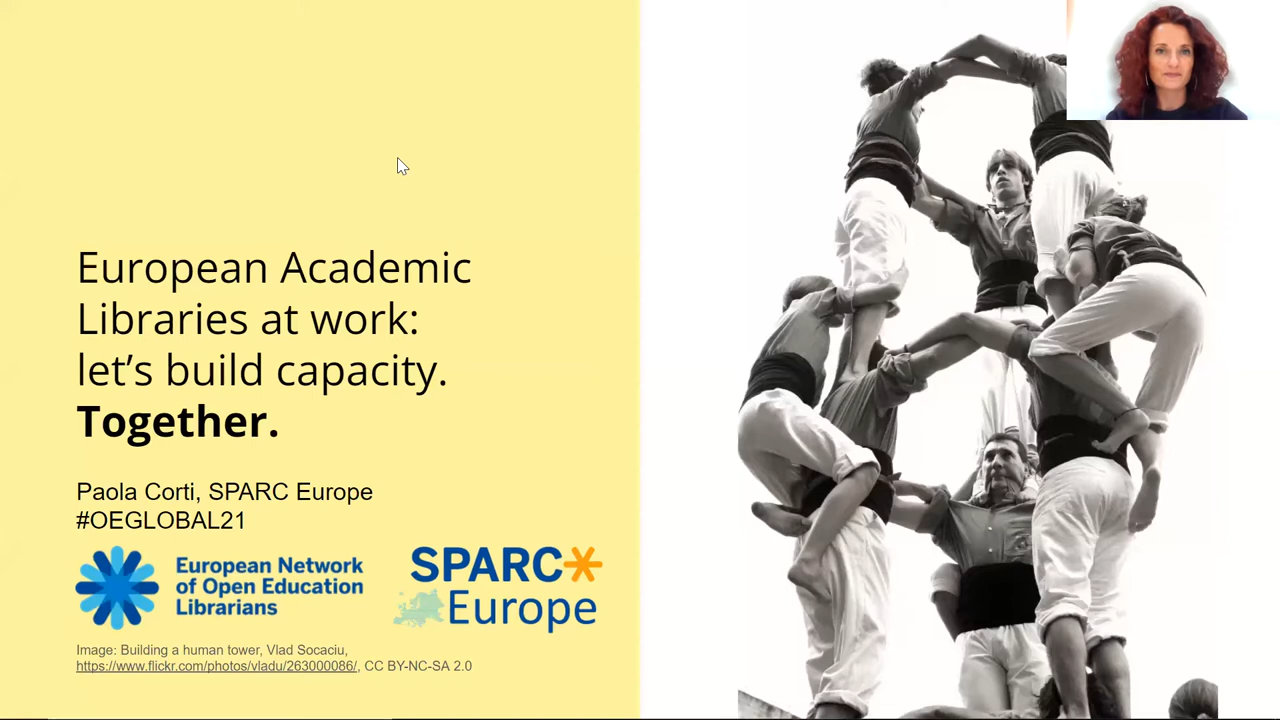 European Academic
Libraries at work:
let’s build capacity.
Together.
Paola Corti, SPARC Europe
#OEGLOBAL21
European Network
of Open Education
Librarians
SPARC
Europe
Image: Building a human tower, Vlad Socaciu,
https://www.flickr.com/photos/vladu/263000086/, CC BY-NC-SA 2.0